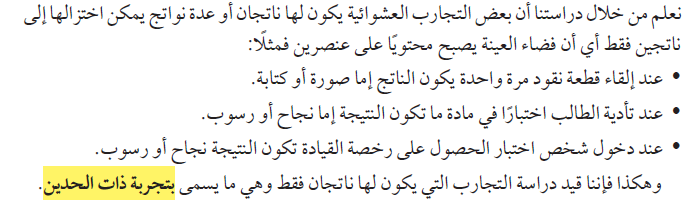 نعلم من خلال دراستنا أن بعض التجارب العشوائية يكون لها ناتجان أو عدة نواتج يمكن اختزالها إلى
ناتجين فقط أي أن فضاء العينة يصبح محتويًا على عنصرين فمثلًا:
• عند إلقاء قطعة نقود مرة واحدة يكون الناتج إما صورة أو كتابة.
• عند تأدية الطالب اختبارًا في مادة ما تكون النتيجة إما نجاح أو رسوب.
• عند دخول شخص اختبار الحصول على رخصة القيادة تكون النتيجة نجاح أو رسوب.
وهكذا فإننا قيد دراسة التجارب التي يكون لها ناتجان فقط وهي ما يسمى بتجربة ذات الحدين.